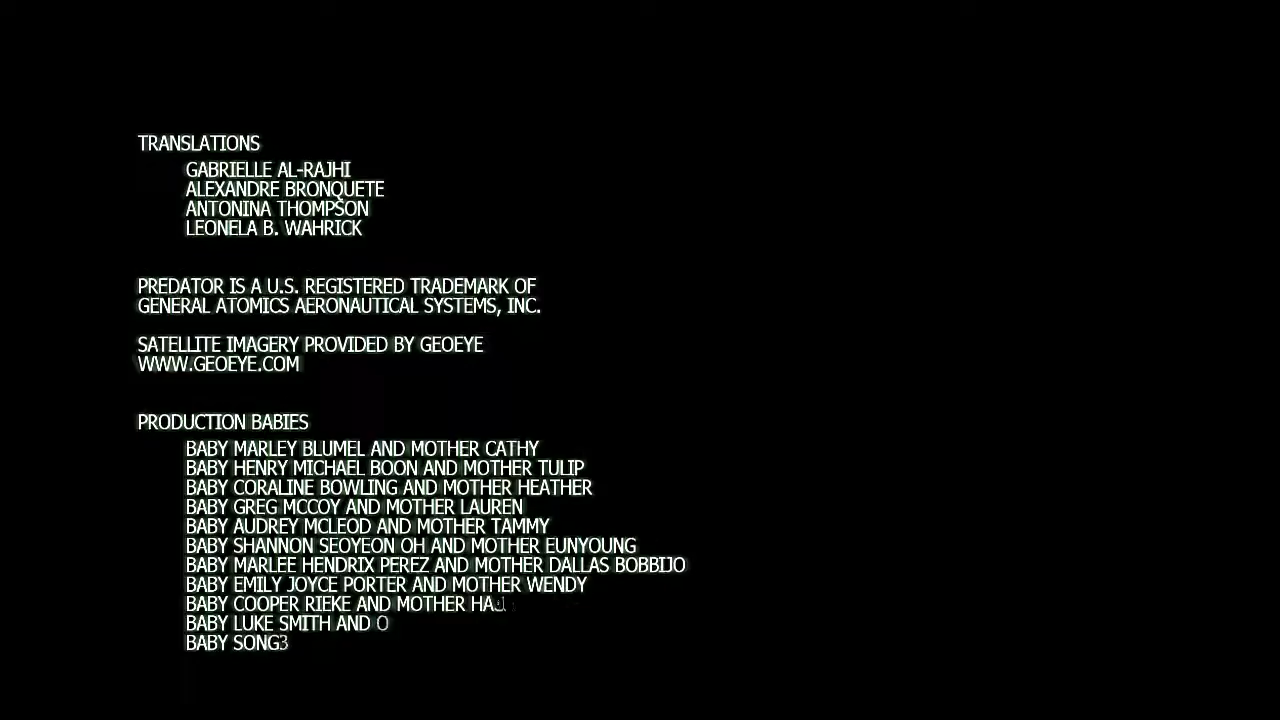 TRANSLATIONS
GABRIELLE AL-RAJHI
ALEXANDRE BRONQUETE
ANTONINA THOMPSON
LEONELA B. WAHRICK
PREDATOR IS A U.S. REGISTERED TRADEMARK OF
GENERAL ATOMICS AERONAUTICAL SYSTEMS, INC.
SATELLITE IMAGERY PROVIDED BY GEOEYE
WWW.GEOEYE.COM
PRODUCTION BABIES
BABY MARLEY BLUMEL AND MOTHER CATHY
BABY HENRY MICHAEL BOON AND MOTHER TULIP
BABY CORALINE BOWLING AND MOTHER HEATHER
BABY GREG MCCOY AND MOTHER LAUREN
BABY AUDREY MCLEOD AND MOTHER TAMMY
BABY SHANNON SEOYEON OH AND MOTHER EUNYOUNG
BABY MARLEE HENDRIX PEREZ AND MOTHER DALLAS BOBBIJO
BABY EMILY JOYCE PORTER AND MOTHER WENDY
BABY COOPER RIEKE AND MOTHER
BABY LUKE SMITH AND O
BABY SONG3